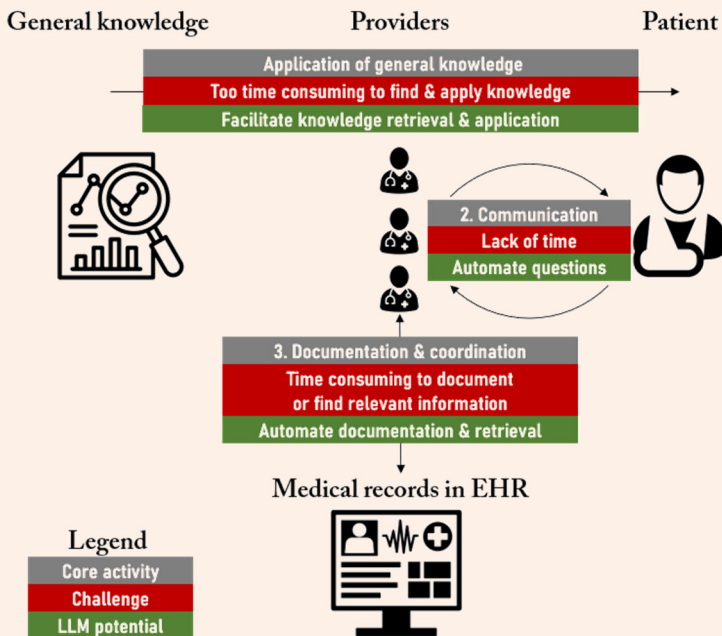 General knowledge
Providers
Patient
Application of general knowledge
Too time consuming to find & apply knowledge
Facilitate knowledge retrieval & application
2. Communication
Lack of time
Automate questions
3. Documentation & coordination
Time consuming to document
or find relevant information
Automate documentation & retrieval
Medical records in EHR
Legend
Core activity
Challenge
LLM potential